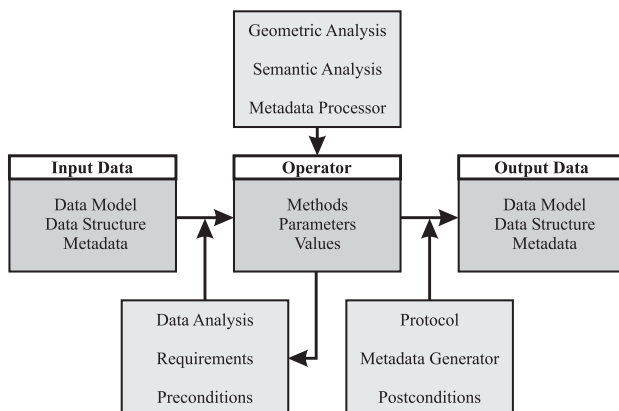 Geometric Analysis
Semantic Analysis
Metadata Processor
Input Data
Data Model
Data Structure
Metadata
Operator
Methods
Parameters
Values
Output Data
Data Model
Data Structure
Metadata
Data Analysis
Requirements
Preconditions
Protocol
Metadata Generator
Postconditions